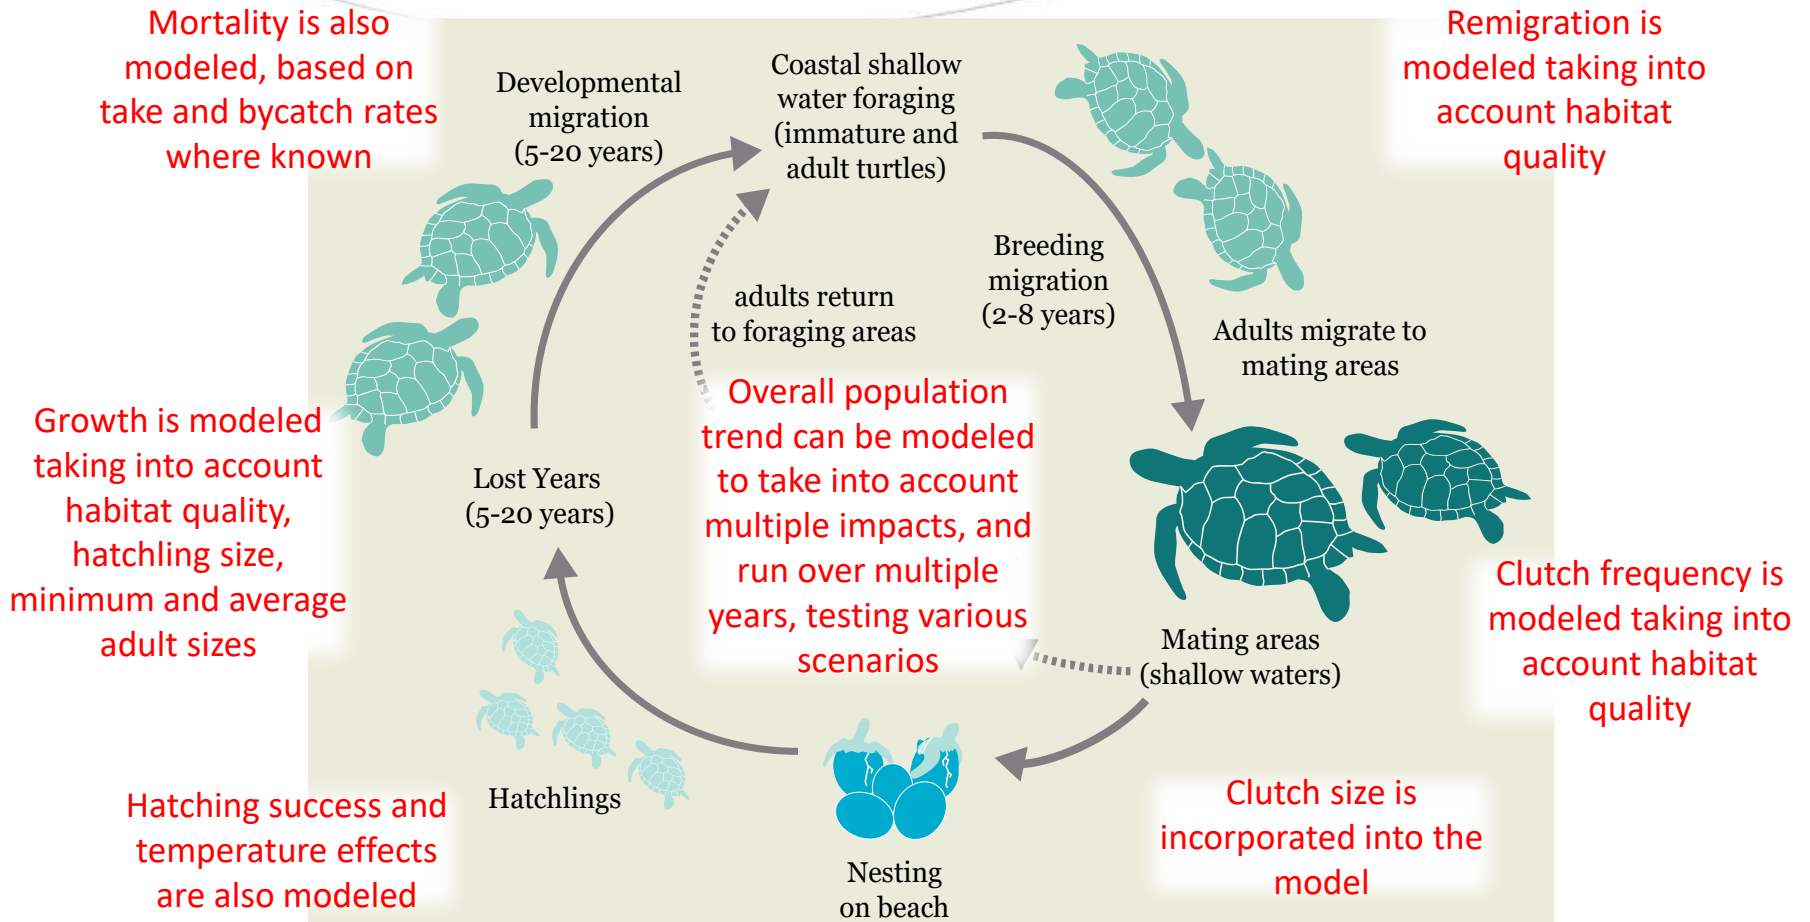 Mortality is also
modeled, based on
take and bycatch rates
where known
Developmental
migration
(5-20 years)
Coastal shallow
water foraging
(immature and
adult turtles)
Remigration is
modeled taking into
account habitat
quality
Breeding
migration
(2-8 years)
adults return
to foraging areas
Adults migrate to
mating areas
Growth is modeled
taking into account
habitat quality,
hatchling size,
minimum and average
adult sizes
Lost Years
(5-20 years)
Overall population
trend can be modeled
to take into account
multiple impacts, and
run over multiple
years, testing various
scenarios
Clutch frequency is
modeled taking into
account habitat
quality
Mating areas
(shallow waters)
Hatching success and
temperature effects
are also modeled
Hatchlings
Nesting
on beach
Clutch size is
incorporated into the
model